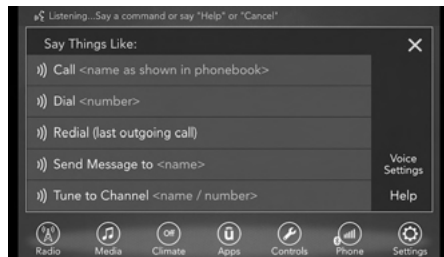 Listening...Say a command or say "Help" or "Cancel"
Say Things Like:
Call <name as shown in phonebook>
Dial <number>
Redial (last outgoing call)
Send Message to <name>
Tune to Channel <name / number>
Voice
Settings
Help
OFF
ū
Radio
Media
Climate
Apps
Controls
Phone
Settings